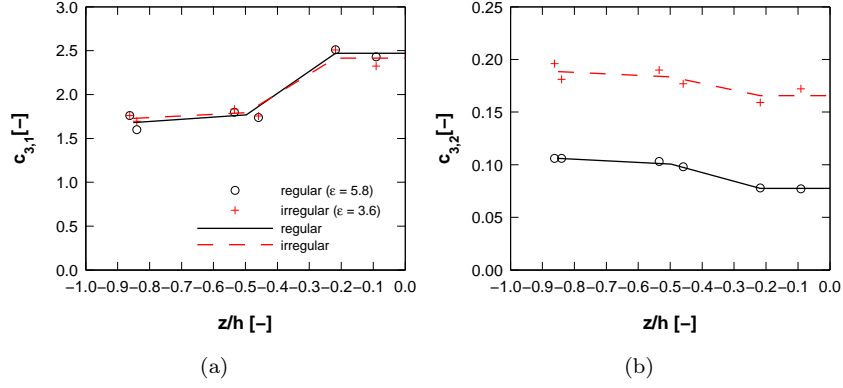 3.0
2.5
2.0
1.5
1.0
0.5
0.0
c3,1[–]
regular (ε = 5.8)
irregular (ε = 3.6)
regular
irregular
−1.0−0.9−0.8−0.7−0.6−0.5−0.4−0.3−0.2−0.1 0.0
z/h [–]
(a)
0.25
0.20
0.15
0.10
0.05
0.00
c3,2[–]
−1.0−0.9−0.8−0.7−0.6−0.5−0.4−0.3−0.2−0.1 0.0
z/h [–]
(b)